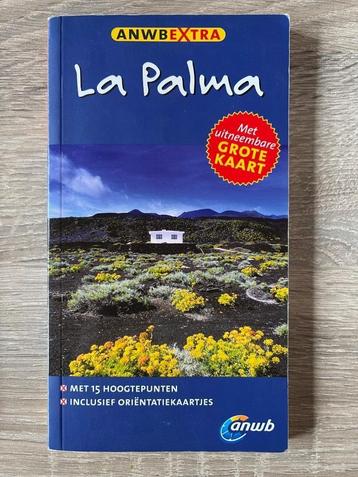 ANWBEXTRA
La Palma
Met
uitneembare
GROTE
KAART
MET 15 HOOGTEPUNTEN
INCLUSIEF ORIËNTATIEKAARTJES
anwb